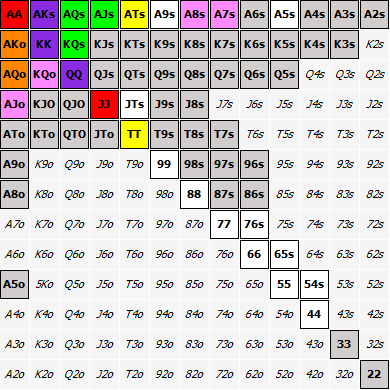 AA AKs AQs AJs ATs A9s A8s A7s A6s A5s A4s A3s A2s
AKo KK KQs KJs KTs K9s K8s K7s K6s K5s K4s K3s K2s
AQo KQo QQ QJs QTs Q9s Q8s Q7s Q6s Q5s Q4s Q3s Q2s
AJo KJO QJO JJ JTs J9s J8s J7s J6s J5s J4s J3s J2s
ATo KTo QTO JTo TT T9s T8s T7s T6s T5s T4s T3s T2s
A9o K9o Q9o J9o T9o 99 98s 97s 96s 95s 94s 93s 92s
A8o K8o Q8o J8o T8o 98o 88 87s 86s 85s 84s 83s 82s
A7o K7o Q7o J7o T7o 97o 87o 77 76s 75s 74s 73s 72s
A6o K6o Q6o J6o T6o 96o 86o 76o 66 65s 64s 63s 62s
A5o 5Ko Q5o J5o T5o 95o 85o 75o 65o 55 54s 53s 52s
A4o K4o Q4o J4o T4o 94o 84o 74o 64o 54o 44 43s 42s
A3o K3o Q3o J3o T3o 93o 83o 73o 63o 53o 43o 33 32s
A2o K2o Q2o J2o T2o 92o 82o 72o 62o 52o 42o 32o 22